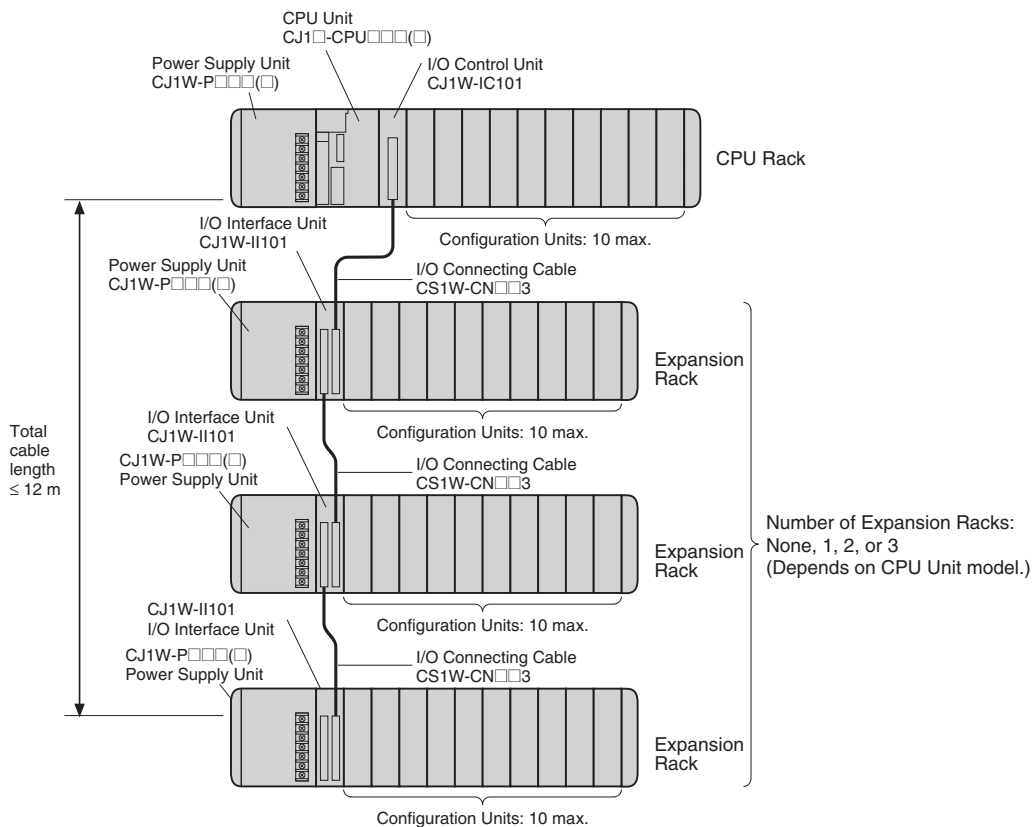 CPU Unit
CJ1□-CPU□□□(□)
Power Supply Unit
CJ1W-P□□□(□)
I/O Control Unit
CJ1W-IC101
CPU Rack
I/O Interface Unit
CJ1W-II101
Configuration Units: 10 max.
Power Supply Unit
CJ1W-P□□□(□)
I/O Connecting Cable
CS1W-CN□□3
Expansion
Rack
Total
cable
length
≤ 12 m
I/O Interface Unit
CJ1W-II101
Configuration Units: 10 max.
CJ1W-P□□□(□)
Power Supply Unit
I/O Connecting Cable
CS1W-CN□□3
Number of Expansion Racks:
None, 1, 2, or 3
(Depends on CPU Unit model.)
Expansion
Rack
CJ1W-II101
I/O Interface Unit
Configuration Units: 10 max.
CJ1W-P□□□(□)
Power Supply Unit
I/O Connecting Cable
CS1W-CN□□3
Expansion
Rack
Configuration Units: 10 max.